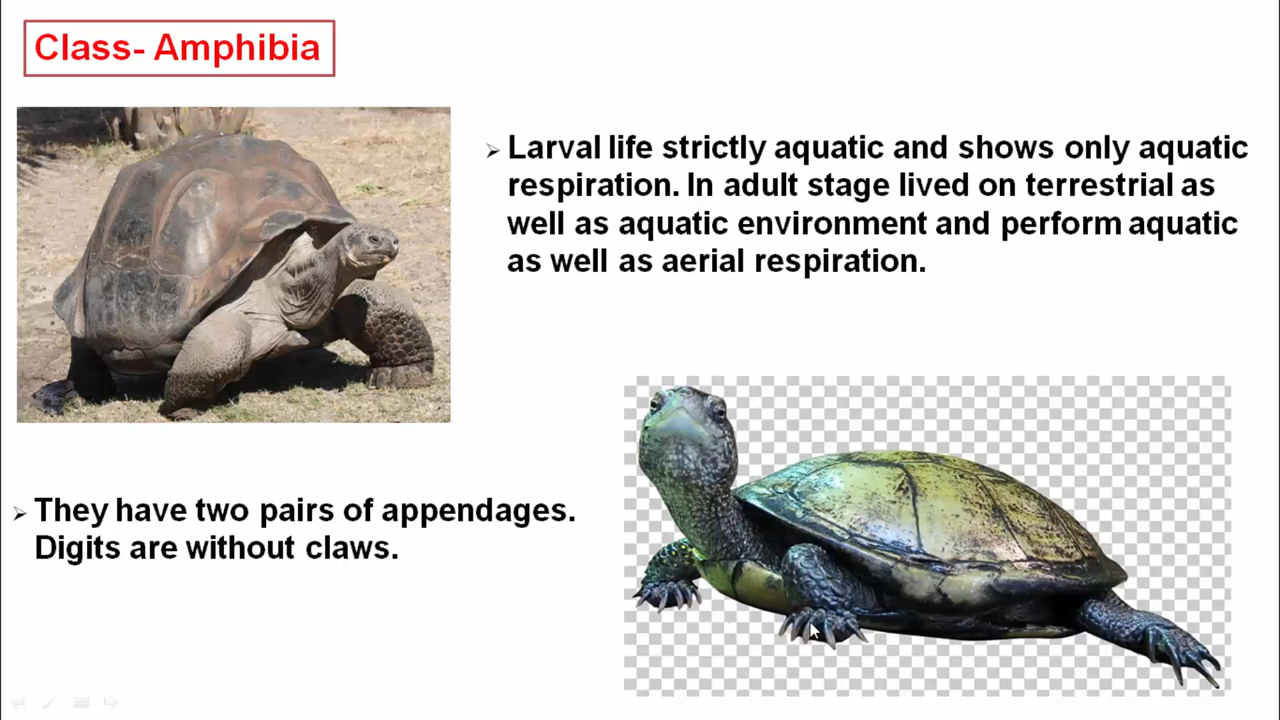 Class- Amphibia
Larval life strictly aquatic and shows only aquatic
respiration. In adult stage lived on terrestrial as
well as aquatic environment and perform aquatic
as well as aerial respiration.
They have two pairs of appendages.
Digits are without claws.